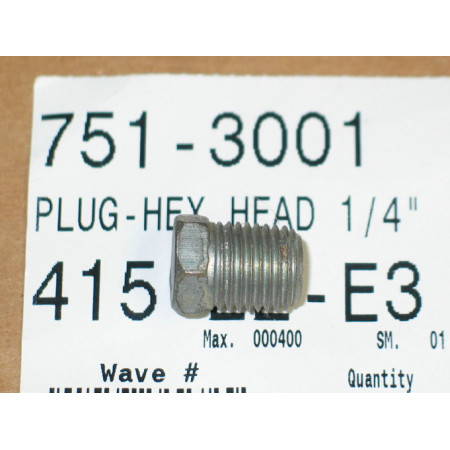 751-3001
PLUG-HEX HEAD 1/4"
415 -E3
Max. 000400 SM. 01
Wave # Quantity